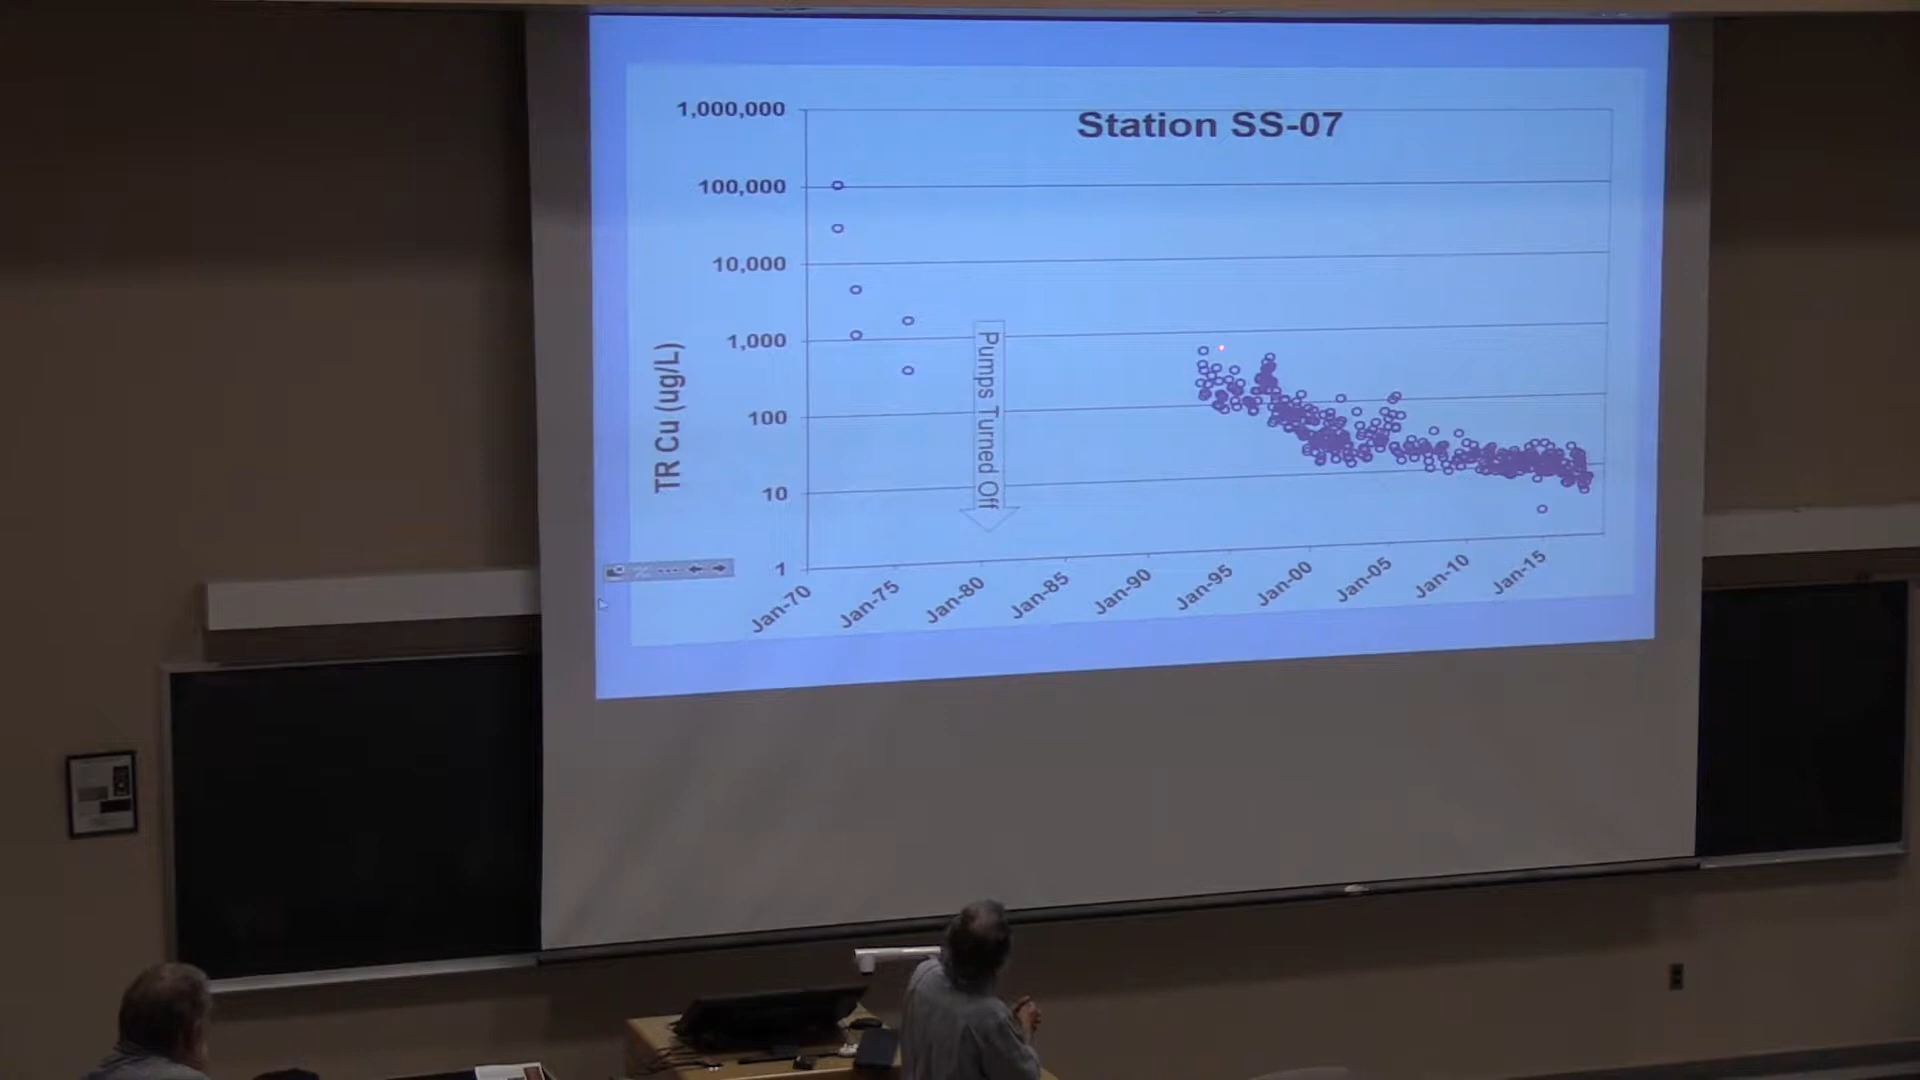 Station SS-07
1,000,000
100,000
10,000
1,000
100
10
1
TR Cu (ug/L)
Pumps Turned Off
Jan-70
Jan-75
Jan-80
Jan-85
Jan-90
Jan-95
Jan-00
Jan-05
Jan-10
Jan-15